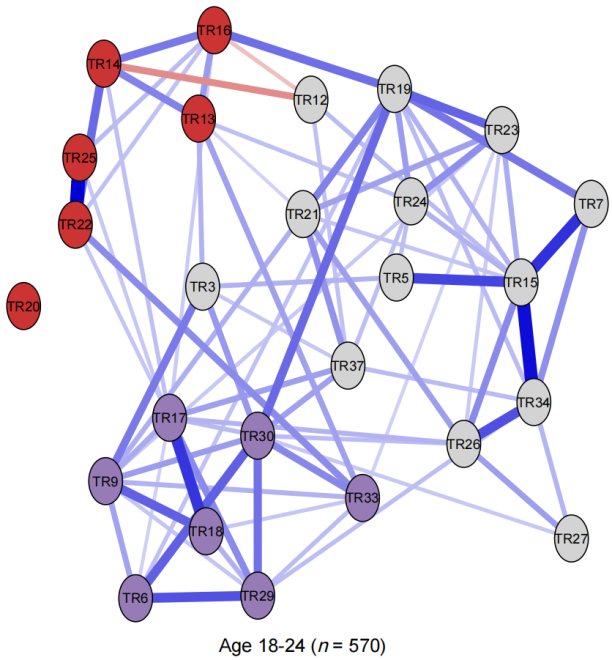 TR16
TR14
TR19
TR12
TR13
TR23
TR25
TR24
TR7
TR21
TR22
TR5
TR15
TR3
TR20
TR37
TR34
TR17
TR30
TR26
TR9
TR33
TR18
TR27
TR6
TR29
Age 18-24 (n = 570)